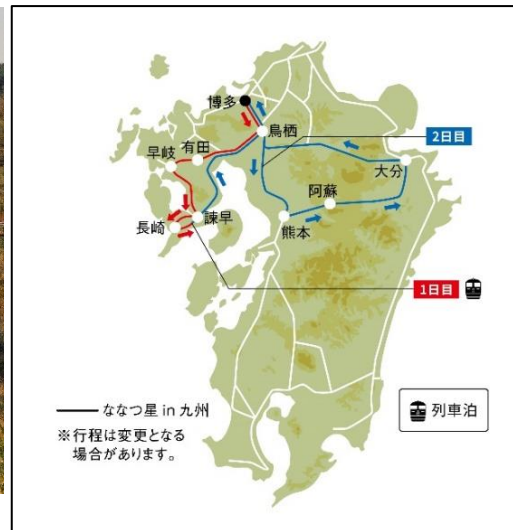 博多
鳥栖
2日目
有田
早岐
大分
阿蘇
諫早
長崎
熊本
1日目
ななつ星 in 九州
※行程は変更となる
場合があります。
列車泊